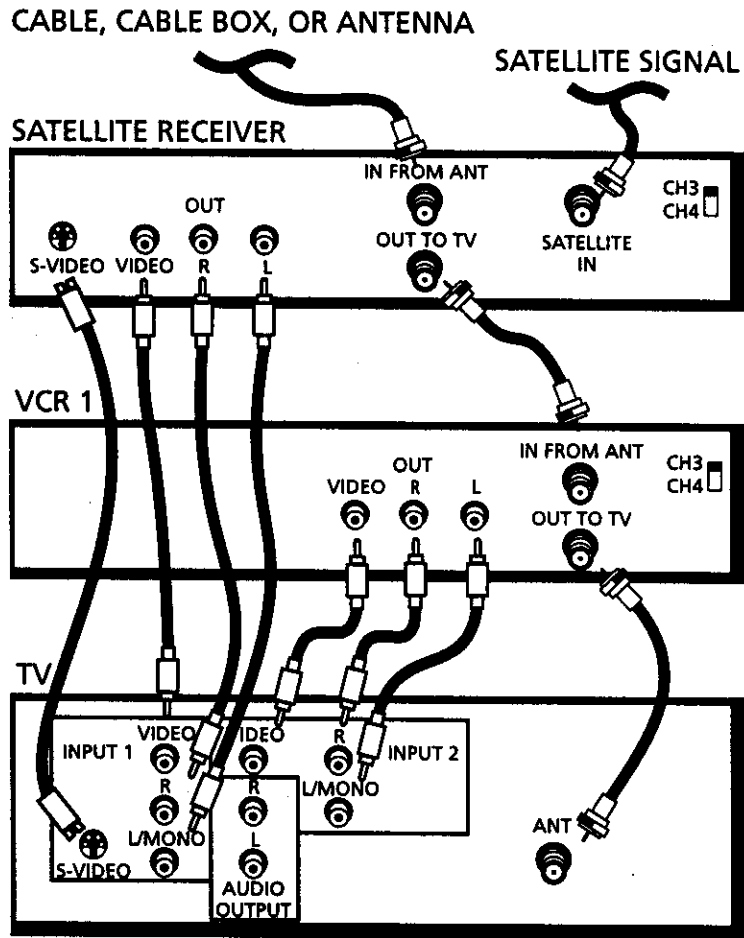 CABLE, CABLE BOX, OR ANTENNA
SATELLITE SIGNAL
SATELLITE RECEIVER
IN FROM ANT
CH3
CH4
OUT
OUT TO TV
SATELLITE
IN
S-VIDEO VIDEO R L
VCR 1
IN FROM ANT
CH3
CH4
OUT
VIDEO R L
OUT TO TV
TV
INPUT 1
VIDEO
R
L/MONO
S-VIDEO
IDEO
R
INPUT 2
L/MONO
R
L
AUDIO
OUTPUT
ANT